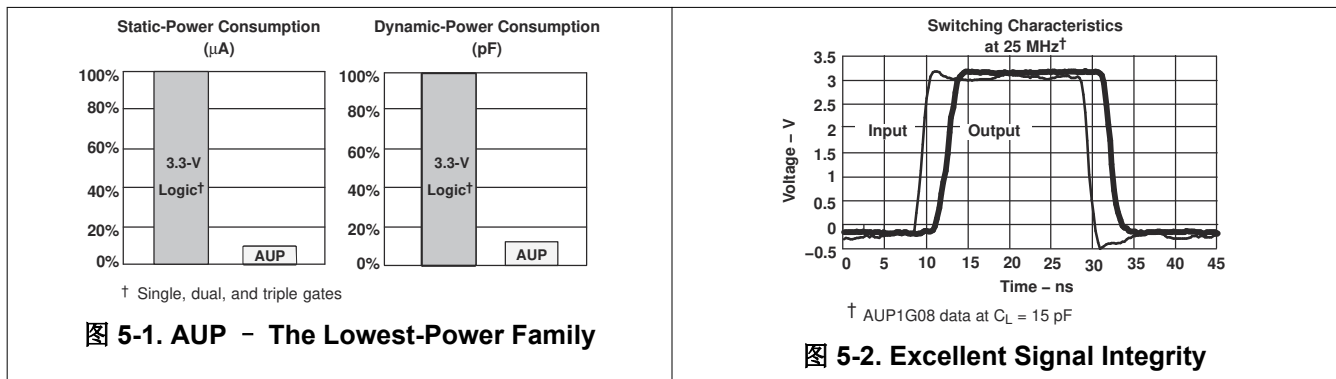 Static-Power Consumption
(μA)
100%
80%
60%
40%
20%
0%
3.3-V
Logic†
AUP
Dynamic-Power Consumption
(pF)
100%
80%
60%
40%
20%
0%
3.3-V
Logic†
AUP
† Single, dual, and triple gates
图 5-1. AUP – The Lowest-Power Family
Switching Characteristics
at 25 MHz†
3.5
3
2.5
2
1.5
1
0.5
0
−0.5
Voltage – V
Input
Output
0 5 10 15 20 25 30 35 40 45
Time – ns
† AUP1G08 data at CL = 15 pF
图 5-2. Excellent Signal Integrity